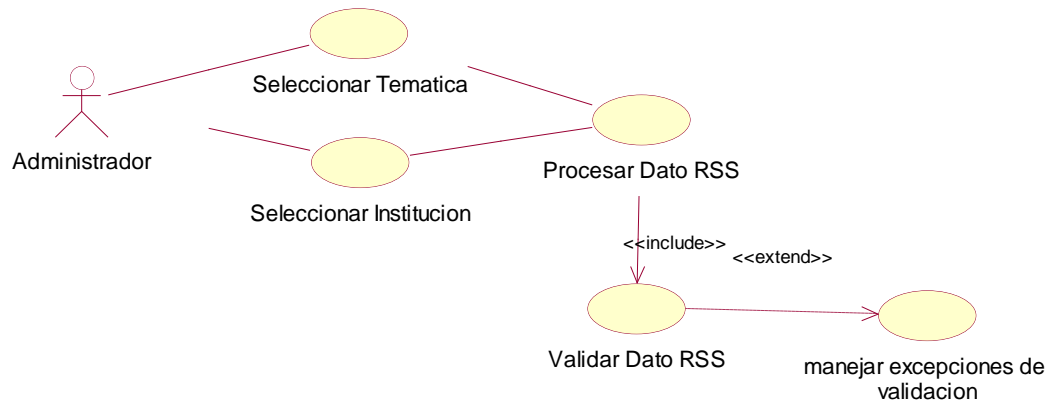 Seleccionar Tematica
Administrador
Seleccionar Institucion
Procesar Dato RSS
<<include>>
<<extend>>
Validar Dato RSS
manejar excepciones de
validacion